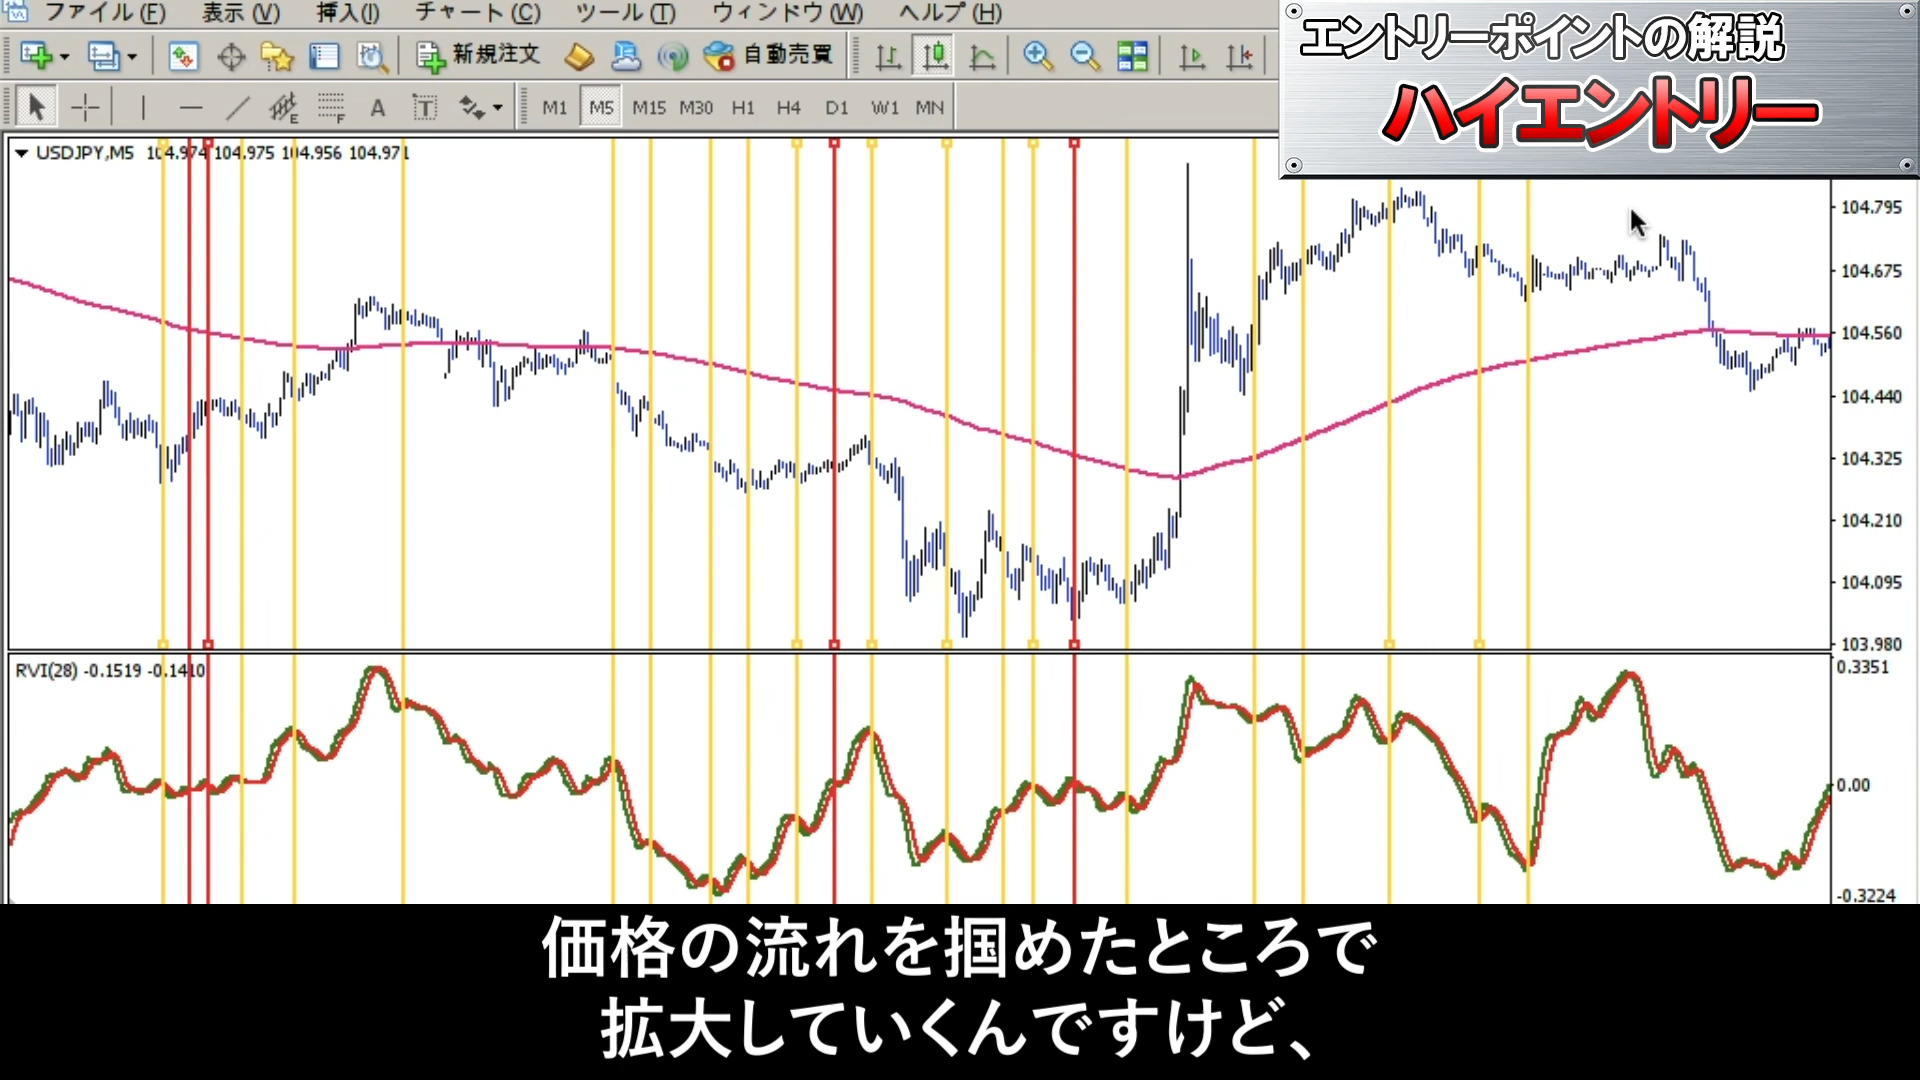 ファイル (F) 表示 (V) 挿入(I) チャート (C) ツール (T) ウィンドウ (W) ヘルプ (H)
エントリーポイントの解説
ハイエントリー
新規注文 自動売買
M1 M5 M15 M30 H1 H4 D1 W1 MN
USDJPY,M5 104.974 104.975 104.956 104.971
104.795
104.675
104.560
104.440
104.325
104.210
104.095
103.980
RVI(28) -0.1519 -0.1410
0.3351
0.00
-0.3224
価格の流れを掴めたところで
拡大していくんですけど、